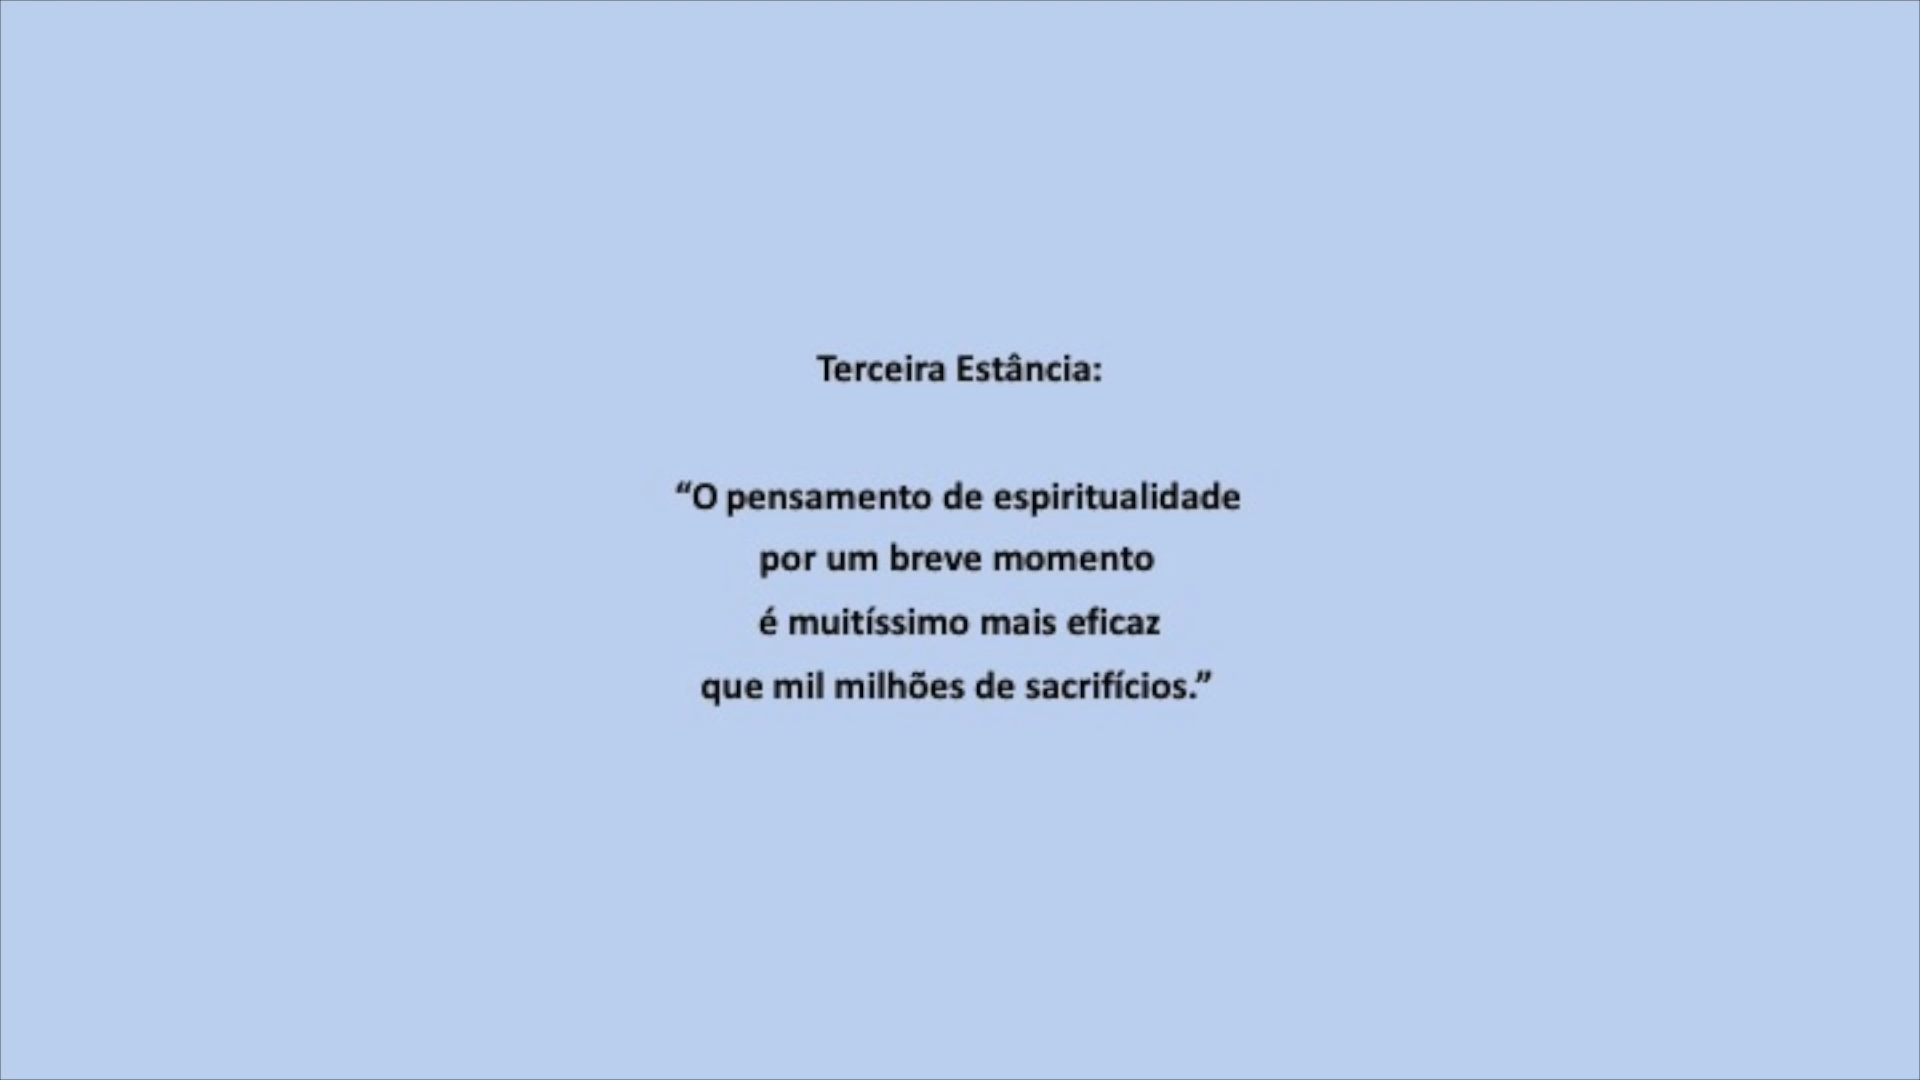 Terceira Estância:
“O pensamento de espiritualidade
por um breve momento
é muitíssimo mais eficaz
que mil milhões de sacrifícios.”